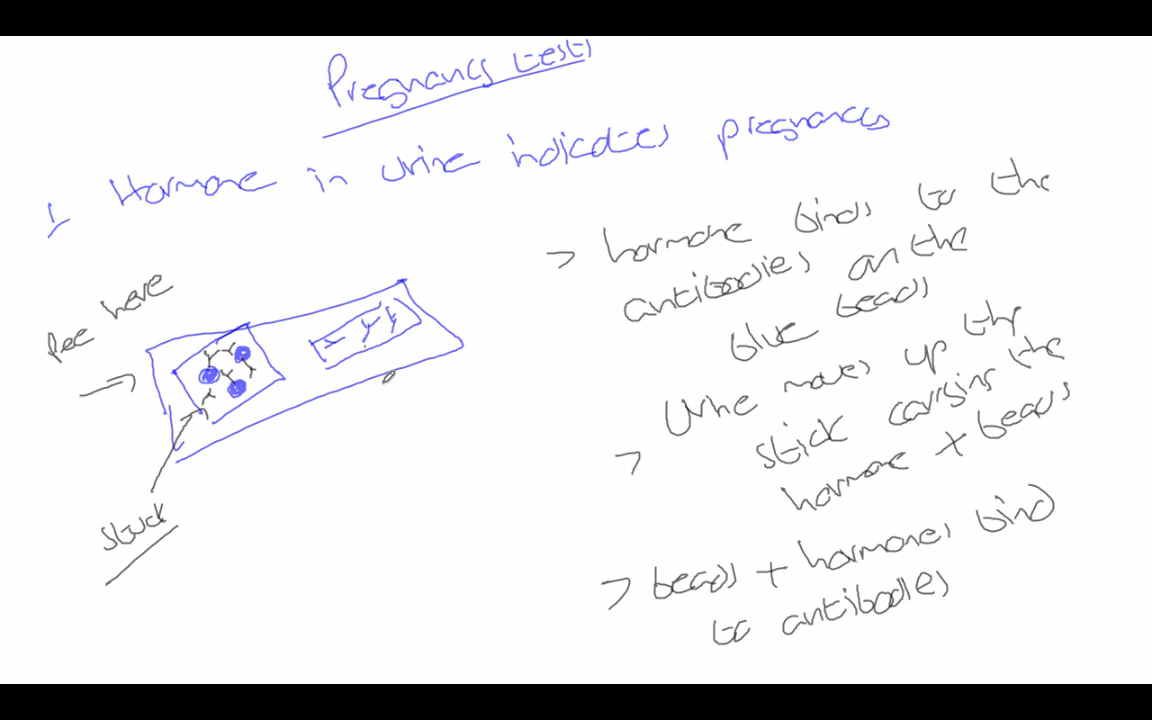 Pregnancy tests
1 Hormone in urine indicates pregnancy
Pee here
stuck
> hormone binds to the
antibodies on the
blue beads
> Urine moves up the
stick carrying the
hormone + beads
> beads + hormones bind
to antibodies